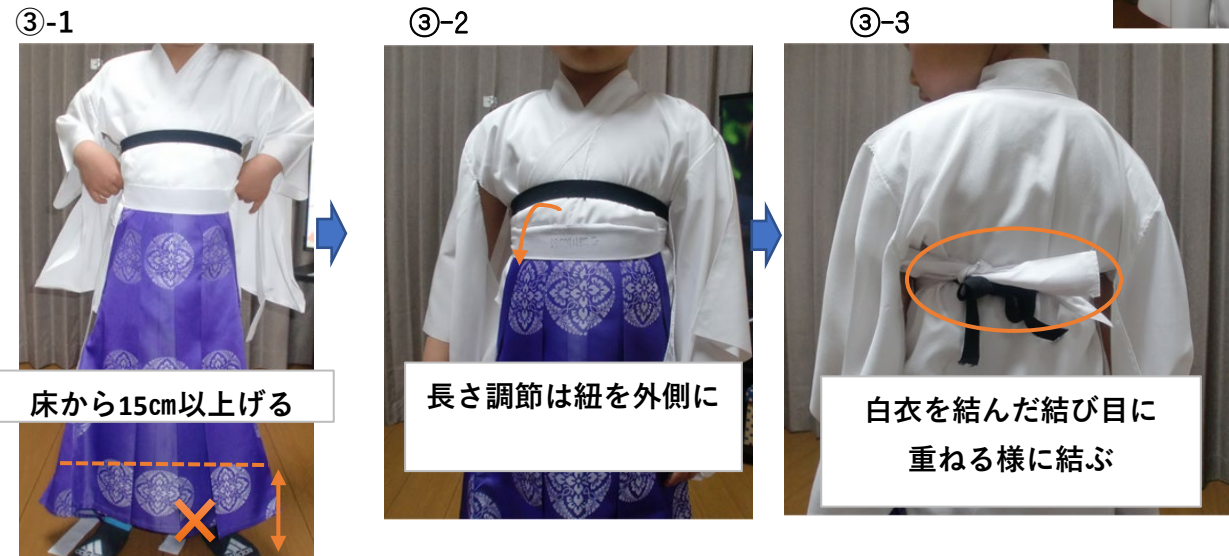 ③-1
③-2
③-3
床から15㎝以上げる
長さ調節は紐を外側に
白衣を結んだ結び目に
重ねる様に結ぶ